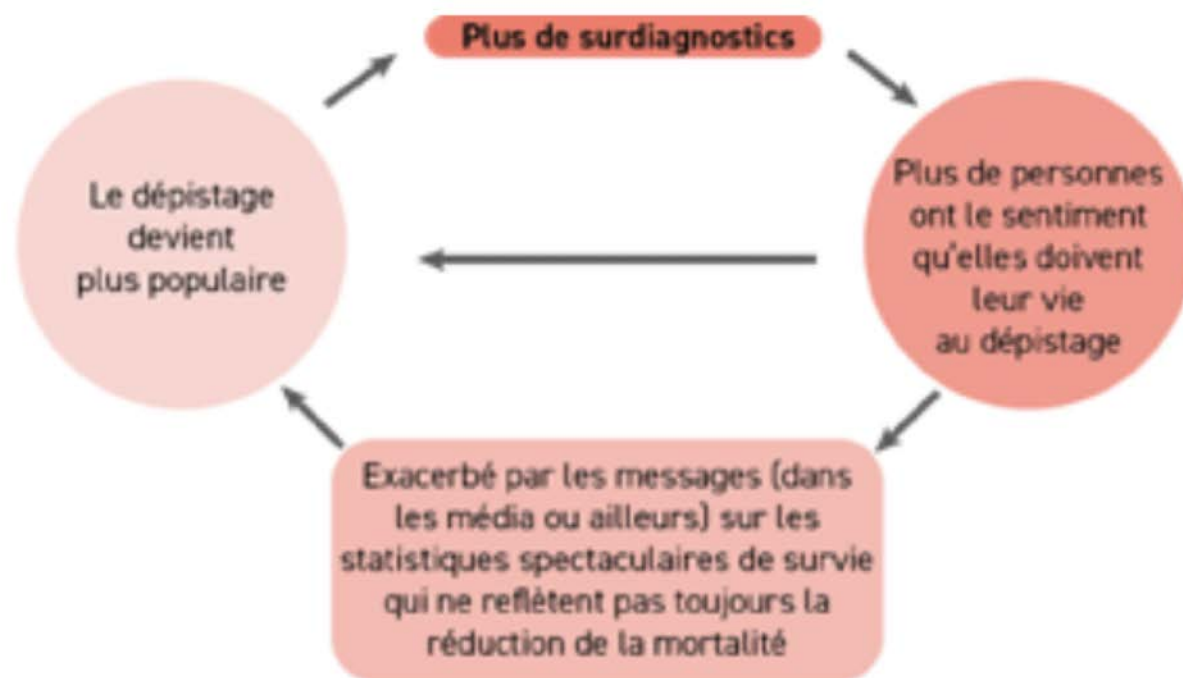 Plus de surdiagnostics
Le dépistage
devient
plus populaire
Plus de personnes
ont le sentiment
qu'elles doivent
leur vie
au dépistage
Exacerbé par les messages (dans
les média ou ailleurs) sur les
statistiques spectaculaires de survie
qui ne reflètent pas toujours la
réduction de la mortalité